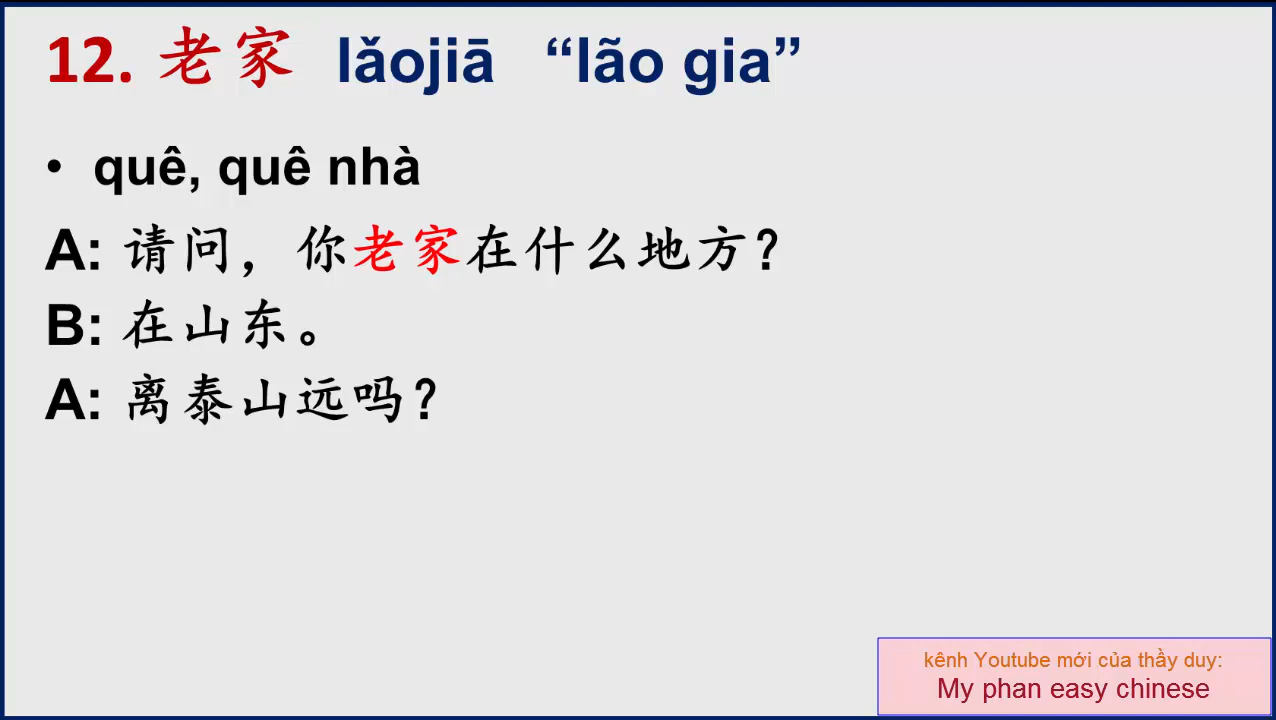 12. 老家 lǎojiā “lão gia”
• quê, quê nhà
A: 请问，你老家在什么地方？
B: 在山东。
A: 离泰山远吗？
kênh Youtube mới của thầy duy:
My phan easy chinese